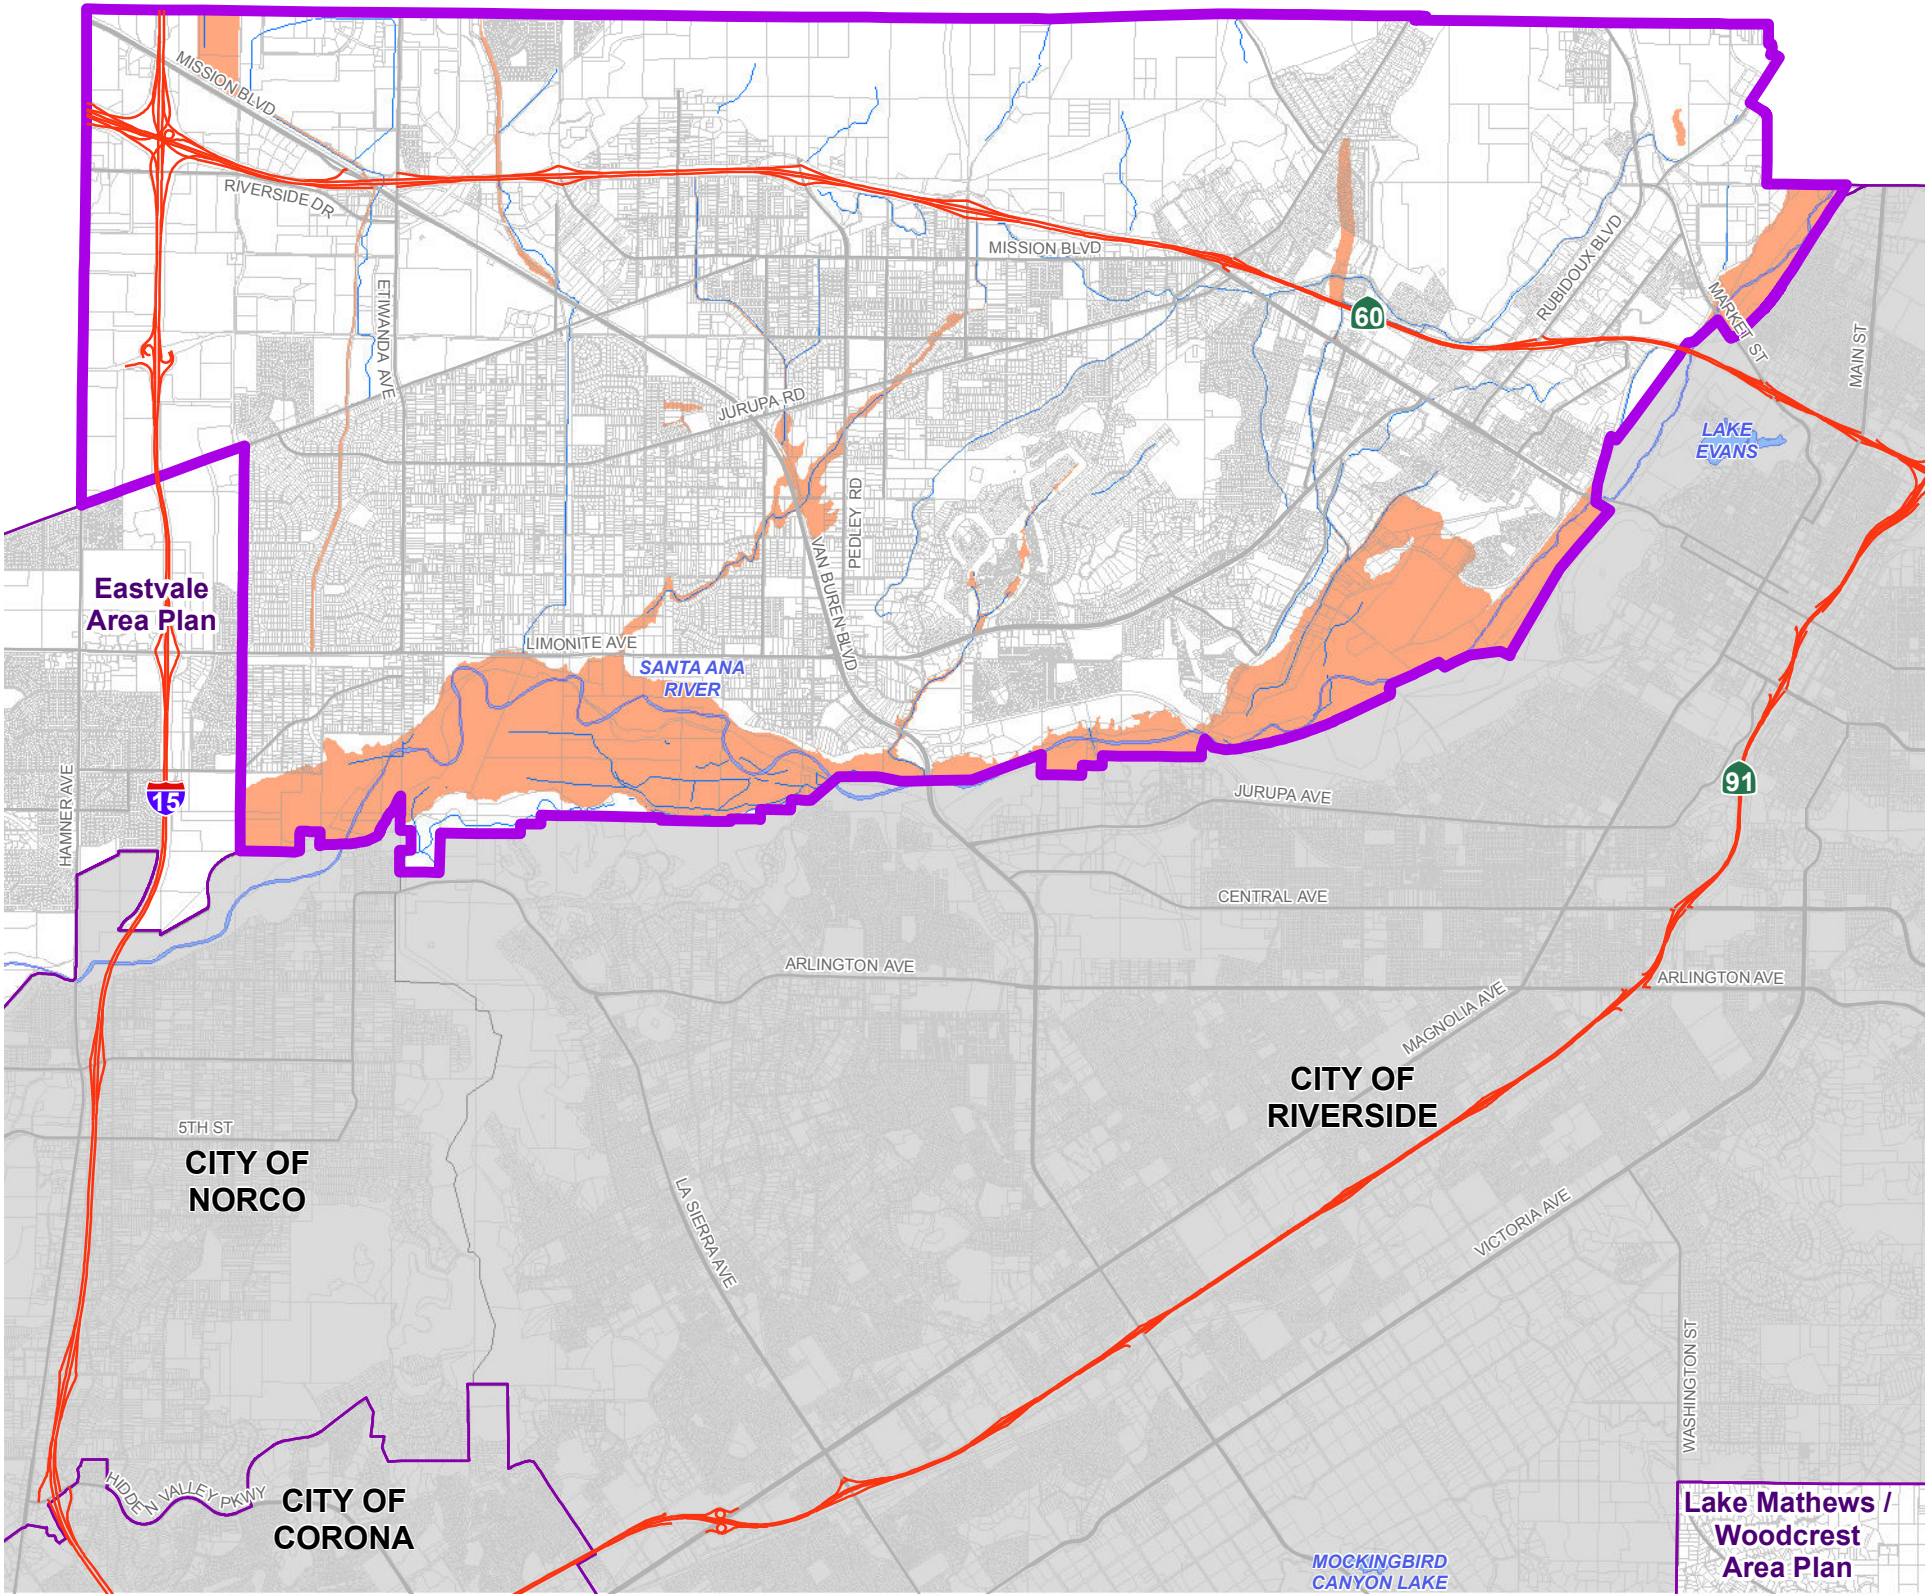 MISSION BLVD
RIVERSIDE DR
ETIWANDA AVE
MISSION BLVD
60
RUBIDOUX BLVD
MARKET ST
MAIN ST
JURUPA RD
LAKE
EVANS
PEDLEY RD
VAN BUREN BLVD
Eastvale
Area Plan
LIMONITE AVE
SANTA ANA
RIVER
15
HAMNER AVE
JURUPA AVE
91
CENTRAL AVE
ARLINGTON AVE
ARLINGTON AVE
MAGNOLIA AVE
CITY OF
RIVERSIDE
5TH ST
CITY OF
NORCO
LA SIERRA AVE
VICTORIA AVE
WASHINGTON ST
HIDDEN VALLEY PKWY
CITY OF
CORONA
MOCKINGBIRD
CANYON LAKE
Lake Mathews /
Woodcrest
Area Plan